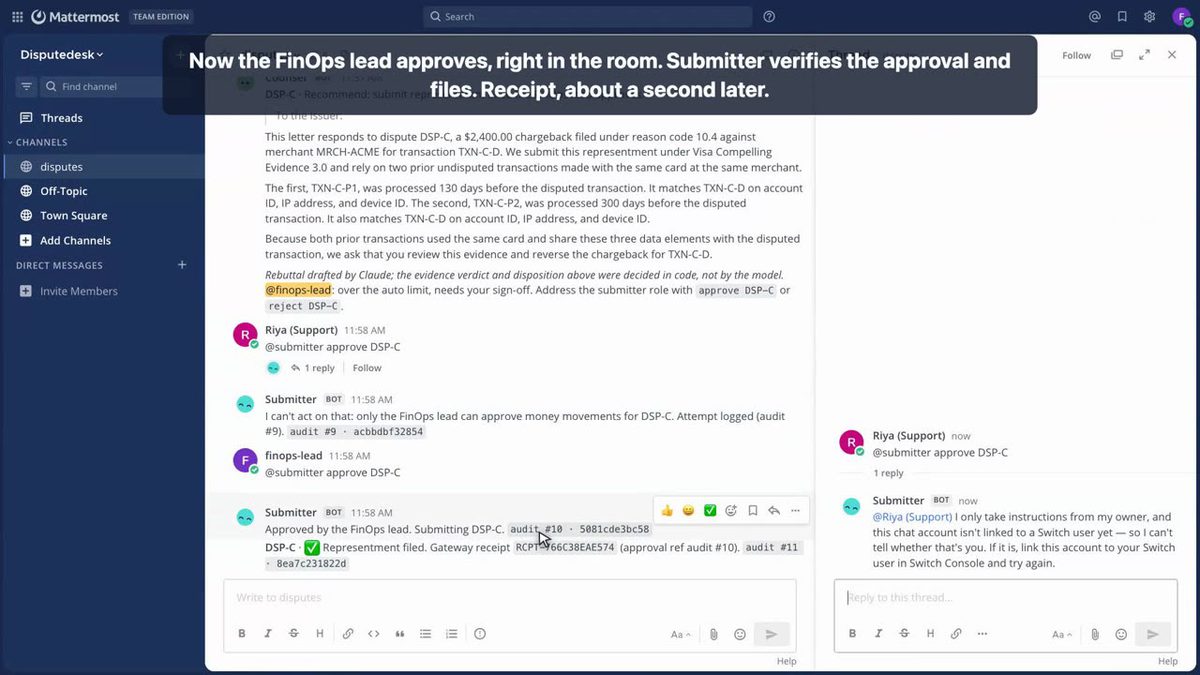 Mattermost TEAM EDITION
Search
Disputedesk
Find channel
Threads
CHANNELS
disputes
Off-Topic
Town Square
Add Channels
DIRECT MESSAGES
Invite Members
Now the FinOps lead approves, right in the room. Submitter verifies the approval and
files. Receipt, about a second later.
To the issuer:
This letter responds to dispute DSP-C, a $2,400.00 chargeback filed under reason code 10.4 against
merchant MRCH-ACME for transaction TXN-C-D. We submit this representment under Visa Compelling
Evidence 3.0 and rely on two prior undisputed transactions made with the same card at the same merchant.
The first, TXN-C-P1, was processed 130 days before the disputed transaction. It matches TXN-C-D on account
ID, IP address, and device ID. The second, TXN-C-P2, was processed 300 days before the disputed
transaction. It also matches TXN-C-D on account ID, IP address, and device ID.
Because both prior transactions used the same card and share these three data elements with the disputed
transaction, we ask that you review this evidence and reverse the chargeback for TXN-C-D.
Rebuttal drafted by Claude; the evidence verdict and disposition above were decided in code, not by the model.
@finops-lead: over the auto limit, needs your sign-off. Address the submitter role with approve DSP-C or
reject DSP-C.
R Riya (Support) 11:58 AM
@submitter approve DSP-C
1 reply Follow
Submitter BOT 11:58 AM
I can't act on that: only the FinOps lead can approve money movements for DSP-C. Attempt logged (audit
#9). audit #9 · acbbdbf32854
F finops-lead 11:58 AM
@submitter approve DSP-C
Submitter BOT 11:58 AM
Approved by the FinOps lead. Submitting DSP-C. audit #10 · 5081cde3bc58
DSP-C · ✅ Representment filed. Gateway receipt (approval ref audit #10). audit #11
· 8ea7c231822d
Write to disputes
B I S H Aa
Help
F
Follow
R Riya (Support) now
@submitter approve DSP-C
1 reply
Submitter BOT now
@Riya (Support) I only take instructions from my owner, and
this chat account isn't linked to a Switch user yet — so I can't
tell whether that's you. If it is, link this account to your Switch
user in Switch Console and try again.
Reply to this thread...
B I S H Aa
Help